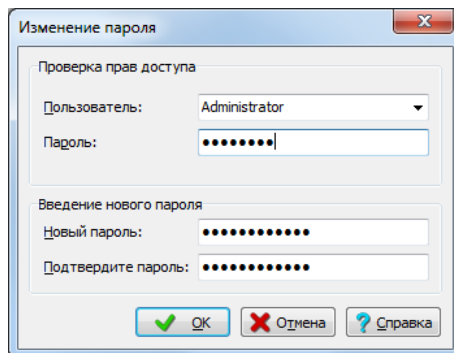 Изменение пароля
Проверка прав доступа
Пользователь: Administrator
Пароль: ••••••••
Введение нового пароля
Новый пароль: ••••••••••••
Подтвердите пароль: ••••••••••••
OK Отмена Справка